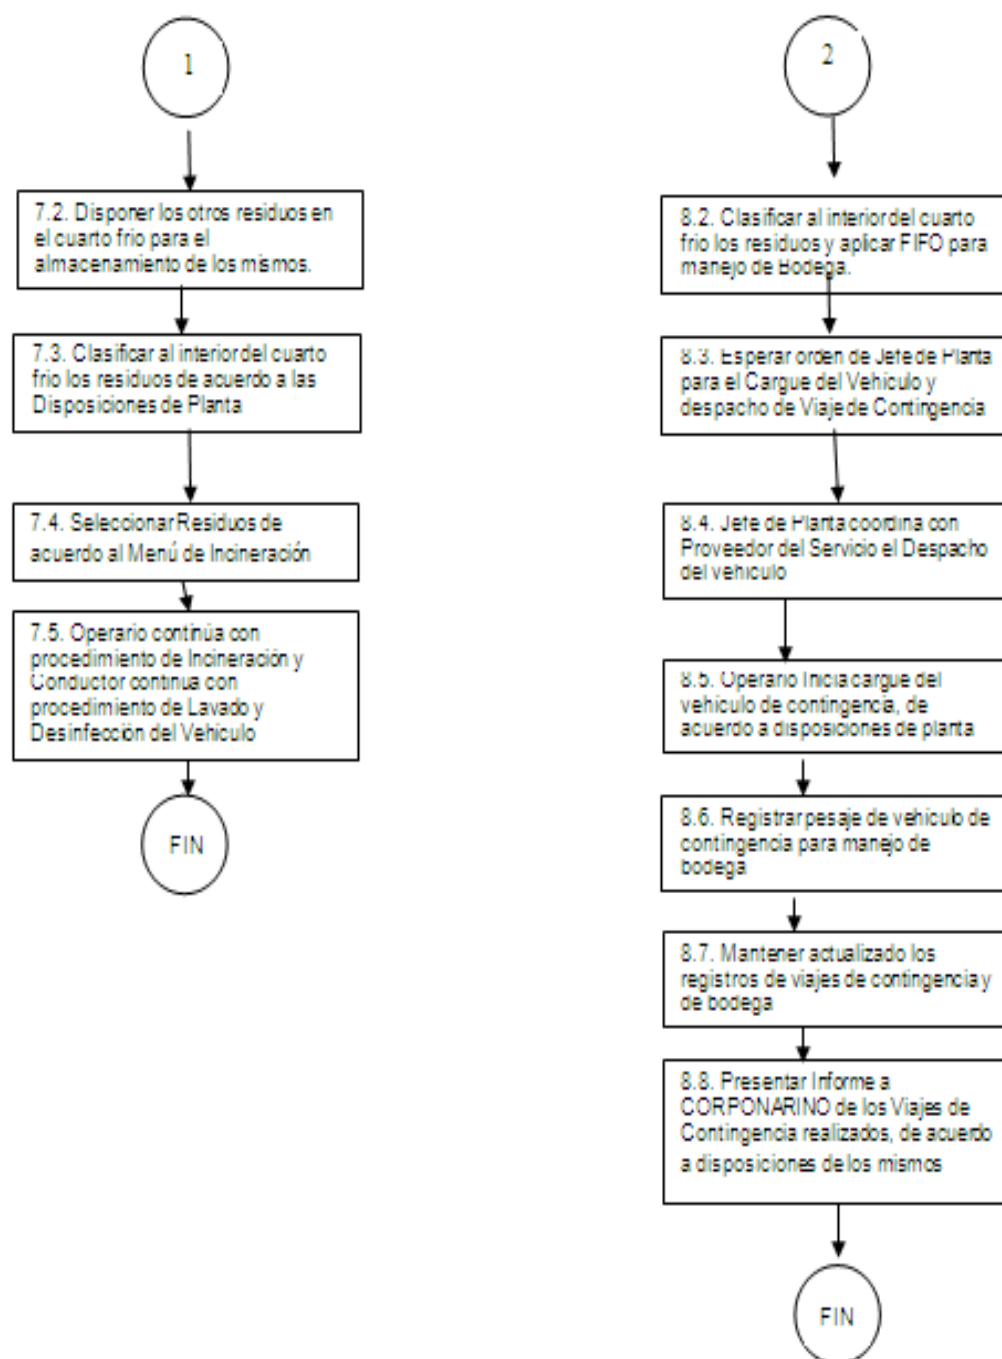 1
7.2. Disponer los otros residuos en
el cuarto frio para el
almacenamiento de los mismos.
7.3. Clasificar al interior del cuarto
frio los residuos de acuerdo a las
Disposiciones de Planta
7.4. Seleccionar Residuos de
acuerdo al Menú de Incineración
7.5. Operario continúa con
procedimiento de Incineración y
Conductor continua con
procedimiento de Lavado y
Desinfección del Vehículo
FIN
2
8.2. Clasificar al interior del cuarto
frio los residuos y aplicar FIFO para
manejo de Bodega.
8.3. Esperar orden de Jefe de Planta
para el Cargue del Vehículo y
despacho de Viaje de Contingencia
8.4. Jefe de Planta coordina con
Proveedor del Servicio el Despacho
del vehículo
8.5. Operario Inicia cargue del
vehículo de contingencia, de
acuerdo a disposiciones de planta
8.6. Registrar pesaje de vehículo de
contingencia para manejo de
bodega
8.7. Mantener actualizado los
registros de viajes de contingencia y
de bodega
8.8. Presentar Informe a
CORPONARINO de los Viajes de
Contingencia realizados, de acuerdo
a disposiciones de los mismos
FIN